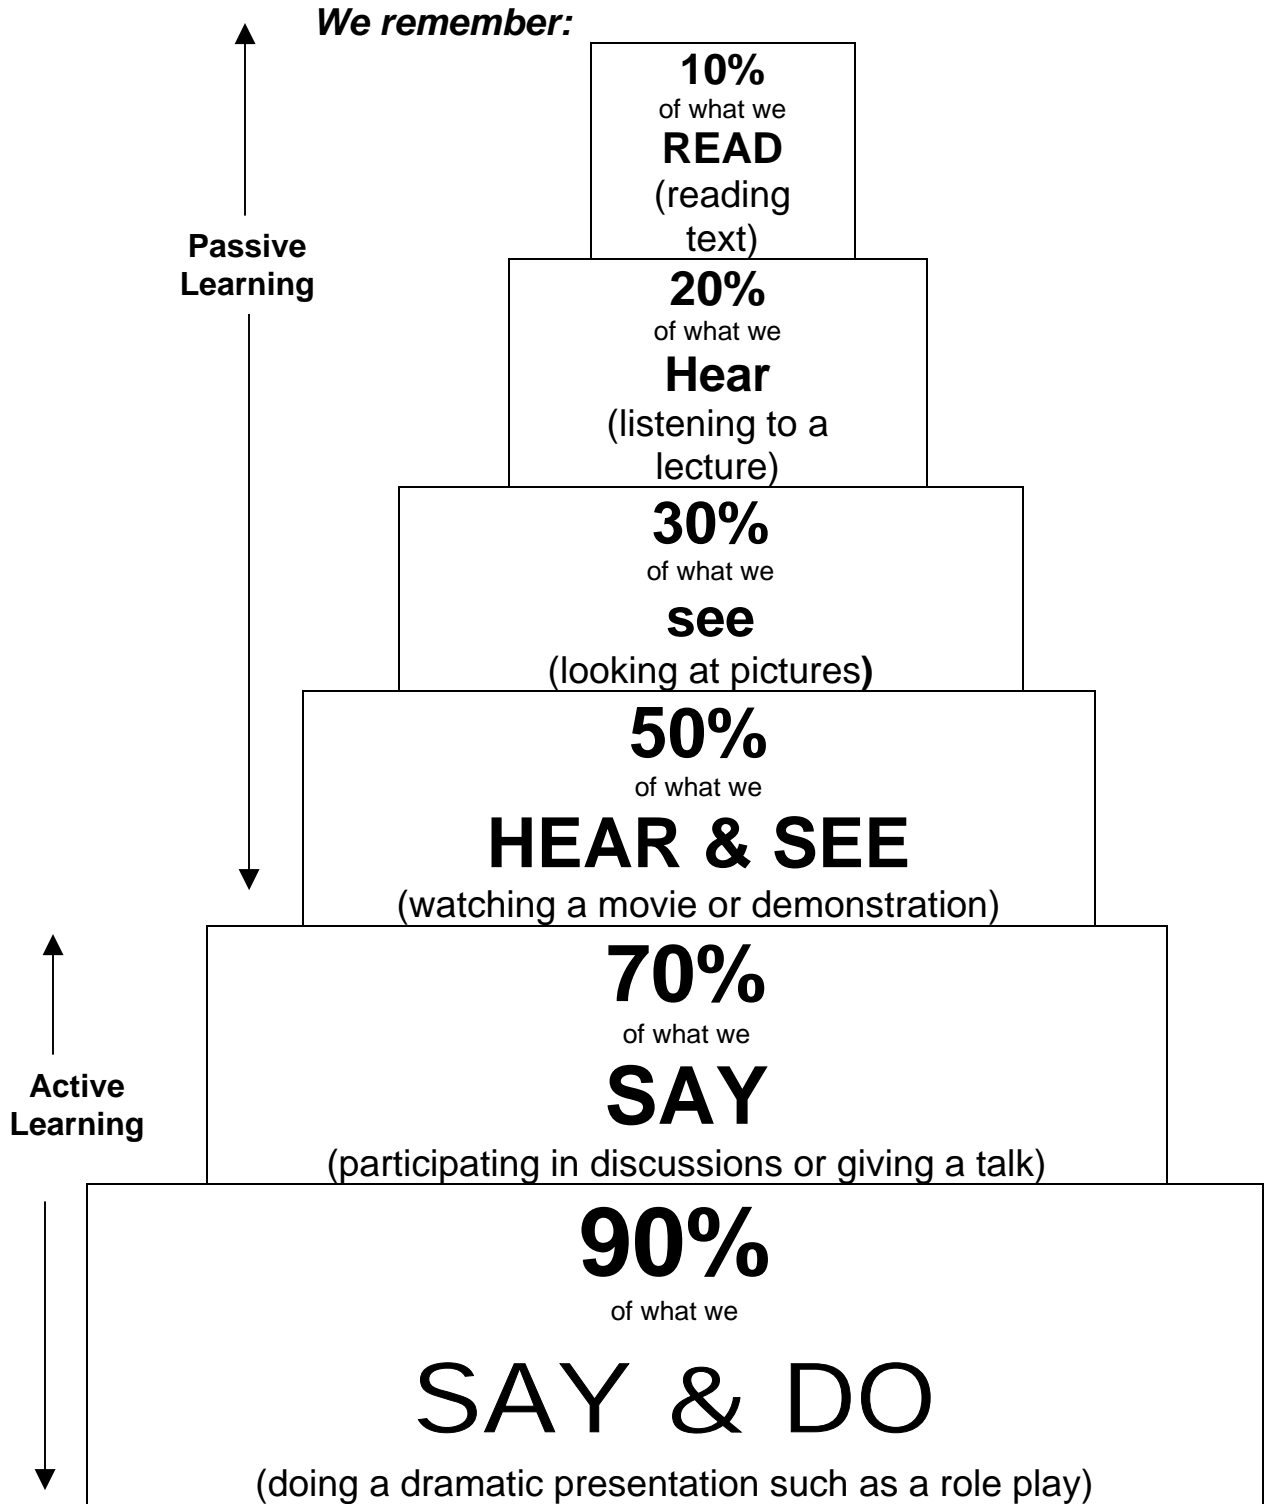 We remember:
10%
of what we
READ
(reading
text)
Passive
Learning
20%
of what we
Hear
(listening to a
lecture)
30%
of what we
see
(looking at pictures)
50%
of what we
HEAR & SEE
(watching a movie or demonstration)
70%
of what we
SAY
(participating in discussions or giving a talk)
Active
Learning
90%
of what we
SAY & DO
(doing a dramatic presentation such as a role play)